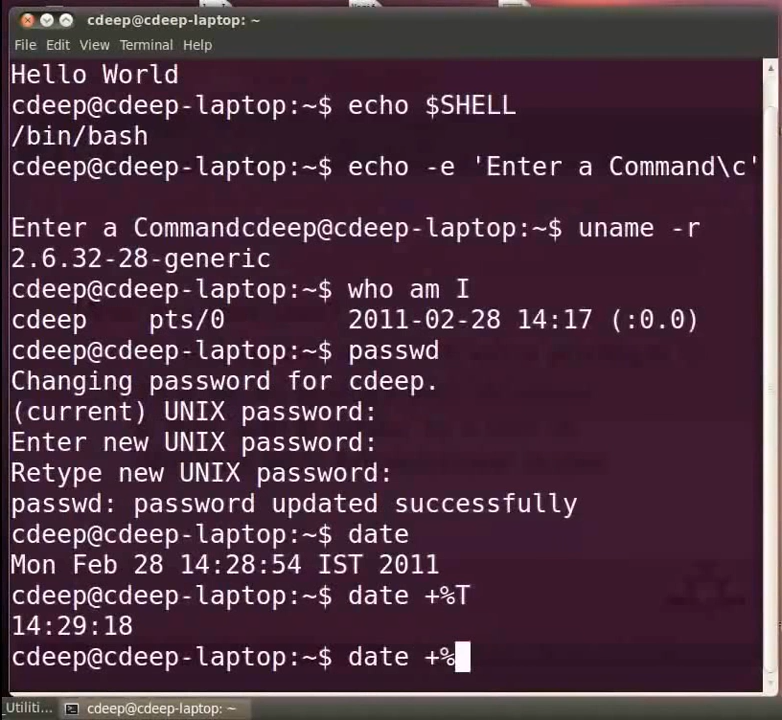 cdeep@cdeep-laptop: ~
File Edit View Terminal Help
Hello World
cdeep@cdeep-laptop:~$ echo $SHELL
/bin/bash
cdeep@cdeep-laptop:~$ echo -e 'Enter a Command\c'
Enter a Commandcdeep@cdeep-laptop:~$ uname -r
2.6.32-28-generic
cdeep@cdeep-laptop:~$ who am I
cdeep    pts/0        2011-02-28 14:17 (:0.0)
cdeep@cdeep-laptop:~$ passwd
Changing password for cdeep.
(current) UNIX password:
Enter new UNIX password:
Retype new UNIX password:
passwd: password updated successfully
cdeep@cdeep-laptop:~$ date
Mon Feb 28 14:28:54 IST 2011
cdeep@cdeep-laptop:~$ date +%T
14:29:18
cdeep@cdeep-laptop:~$ date +%
Utiliti... cdeep@cdeep-laptop: ~